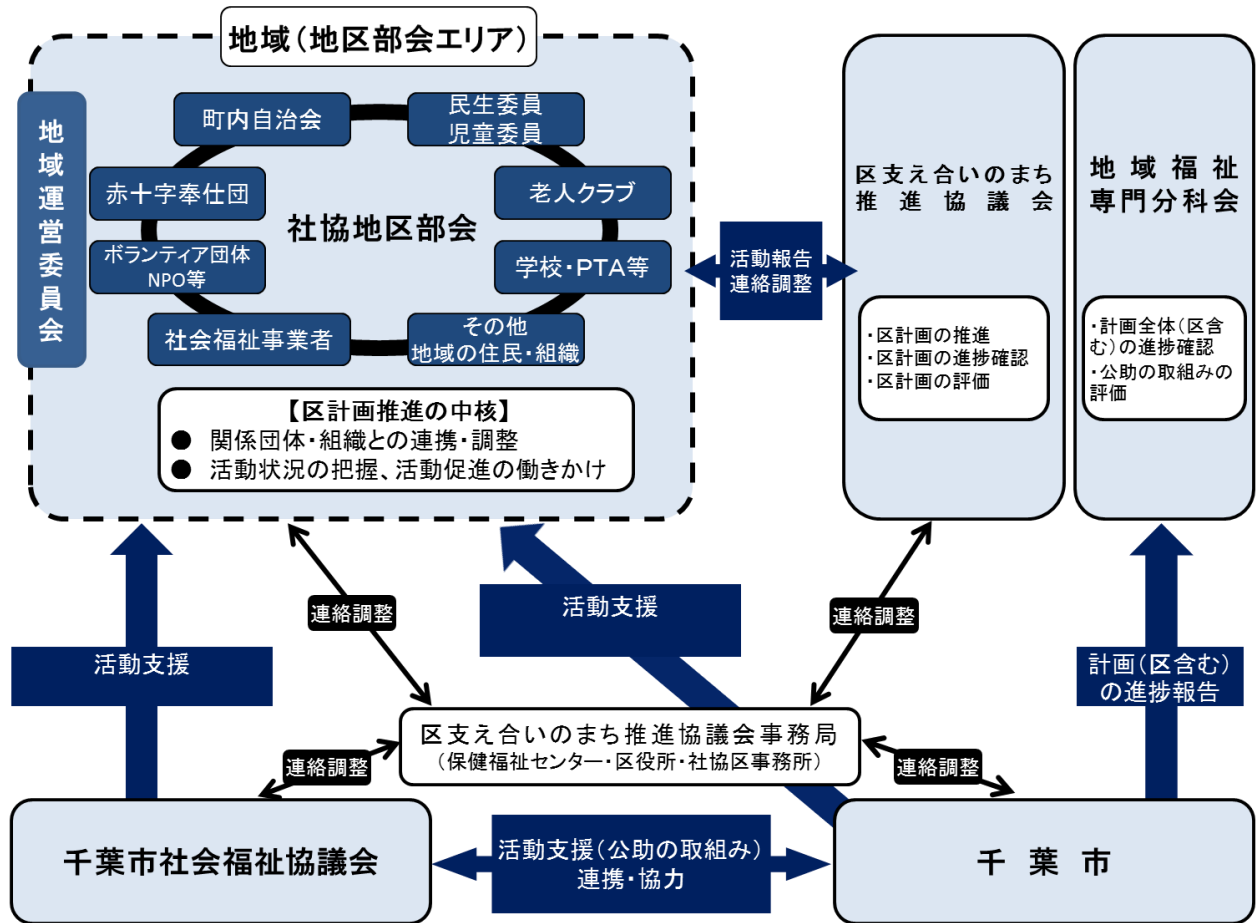 地域（地区部会エリア）
地域運営委員会
町内自治会
民生委員
児童委員
赤十字奉仕団
老人クラブ
社協地区部会
ボランティア団体
NPO等
学校・PTA等
社会福祉事業者
その他
地域の住民・組織
【区計画推進の中核】
● 関係団体・組織との連携・調整
● 活動状況の把握、活動促進の働きかけ
活動報告
連絡調整
区支え合いのまち
推進協議会
・区計画の推進
・区計画の進捗確認
・区計画の評価
地域福祉
専門分科会
・計画全体（区含
む）の進捗確認
・公助の取組みの
評価
連絡調整
活動支援
連絡調整
活動支援
計画（区含む）
の進捗報告
区支え合いのまち推進協議会事務局
（保健福祉センター・区役所・社協区事務所）
連絡調整
連絡調整
千葉市社会福祉協議会
活動支援（公助の取組み）
連携・協力
千葉市